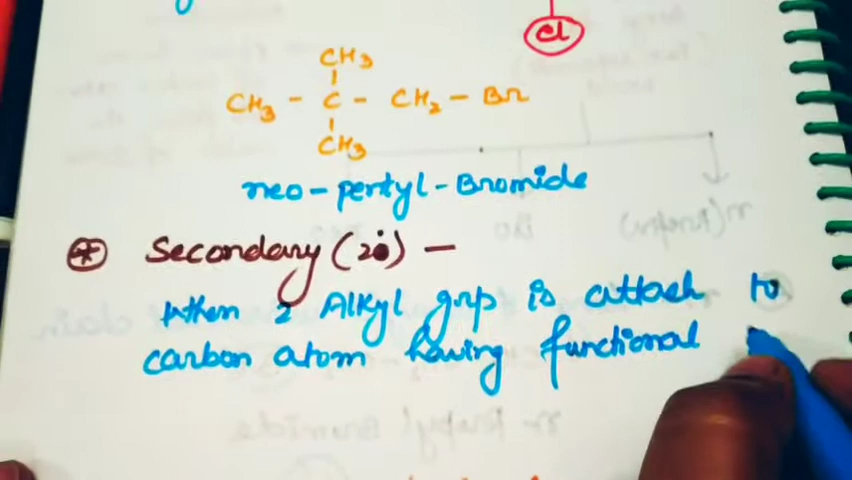 Cl
CH3
CH3 - C - CH2 - Br
CH3
neo-pentyl-Bromide
* Secondary (2°) -
When 2 Alkyl grp is attach to
carbon atom having functional